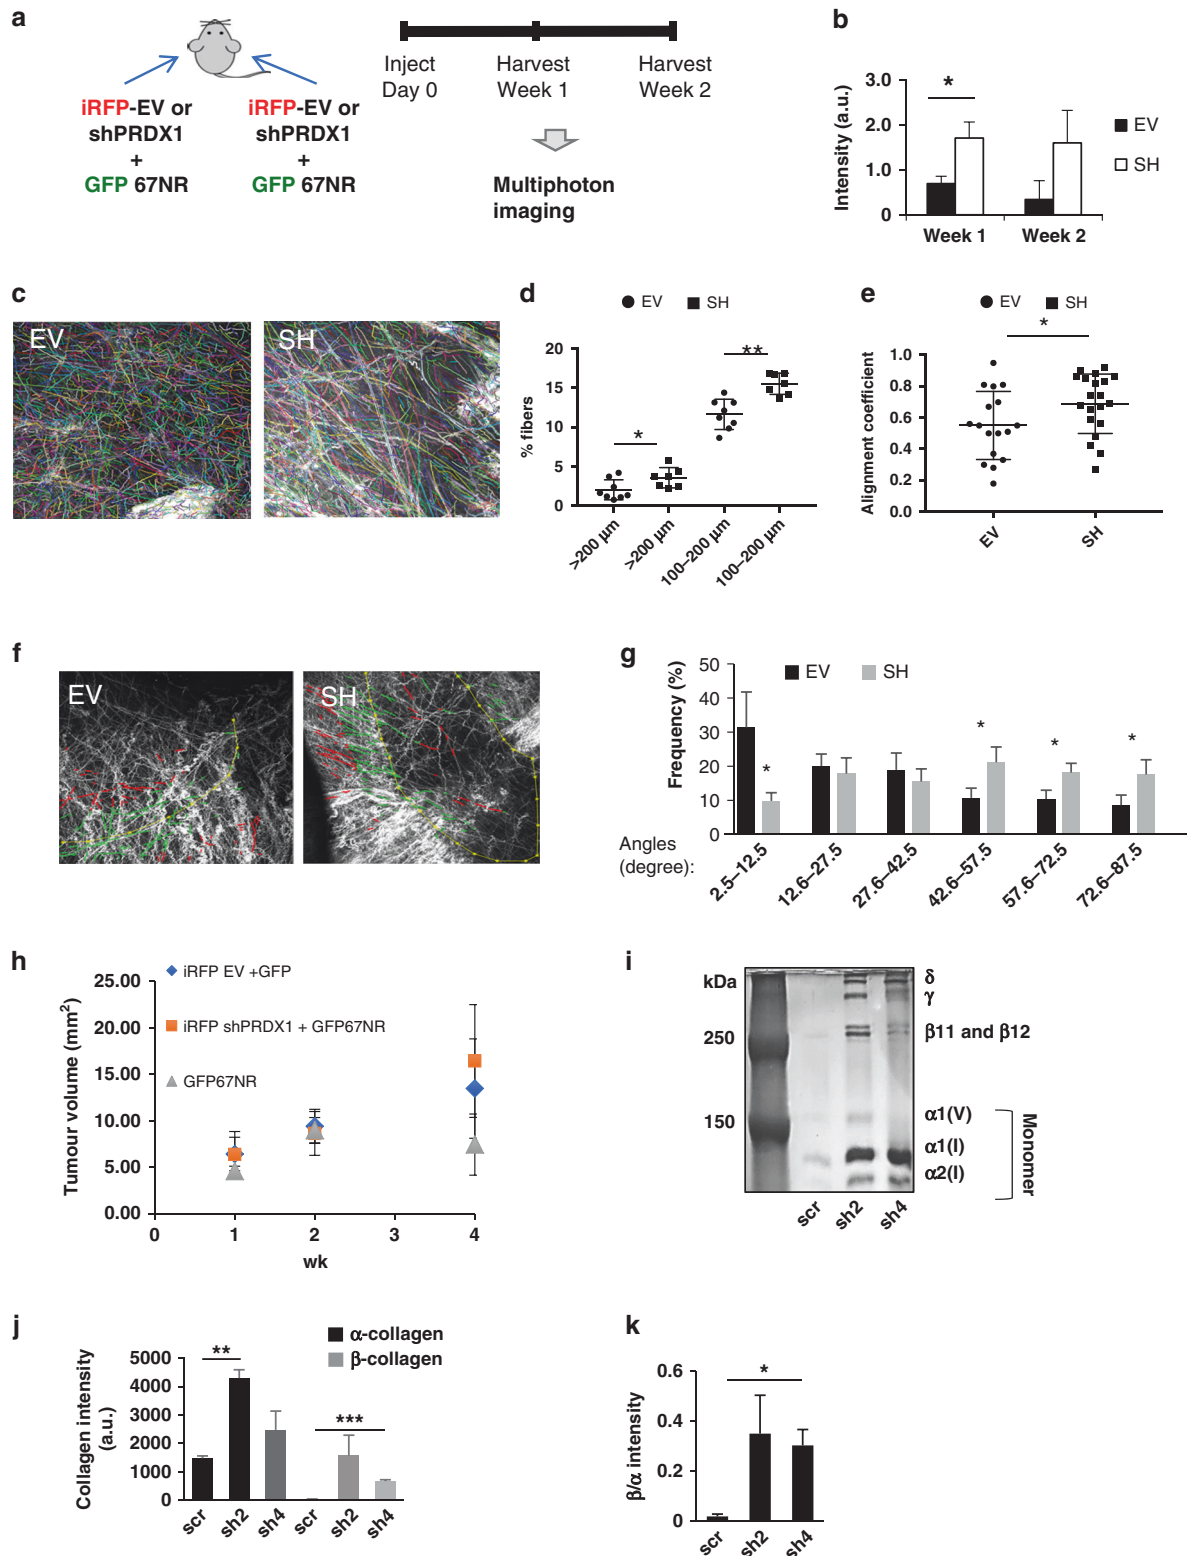 a
iRFP-EV or
shPRDX1
+
GFP 67NR
iRFP-EV or
shPRDX1
+
GFP 67NR
Inject
Day 0
Harvest
Week 1
Harvest
Week 2
Multiphoton
imaging
b
Intensity (a.u.)
3.0
2.0
1.0
0
*
Week 1
Week 2
EV
SH
c
EV
SH
d
EV
SH
% fibers
20
15
10
5
0
*
**
>200 µm
>200 µm
100–200 µm
100–200 µm
e
EV
SH
*
Alignment coefficient
1.0
0.8
0.6
0.4
0.2
0.0
EV
SH
f
EV
SH
g
Frequency (%)
50
40
30
20
10
0
EV
SH
*
*
*
*
Angles
(degree):
2.5–12.5
12.6–27.5
27.6–42.5
42.6–57.5
57.6–72.5
72.6–87.5
h
Tumour volume (mm2)
25.00
20.00
15.00
10.00
5.00
0.00
iRFP EV +GFP
iRFP shPRDX1 + GFP67NR
GFP67NR
0
1
2
3
4
wk
i
kDa
250
150
δ
γ
β11 and β12
α1(V)
α1(I)
α2(I)
Monomer
scr
sh2
sh4
j
Collagen intensity
(a.u.)
5000
4000
3000
2000
1000
0
α-collagen
β-collagen
**
***
scr
sh2
sh4
scr
sh2
sh4
k
β/α intensity
0.6
0.4
0.2
0
*
scr
sh2
sh4